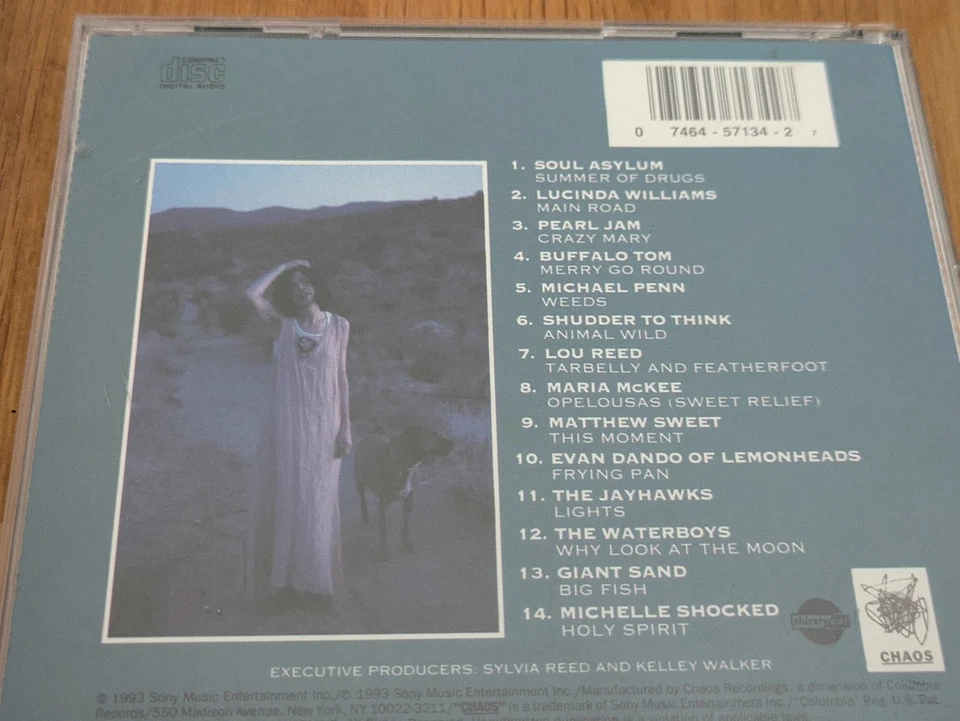 COMPACT
disc
DIGITAL AUDIO
0 7464-57134-2 7
1. SOUL ASYLUM
SUMMER OF DRUGS
2. LUCINDA WILLIAMS
MAIN ROAD
3. PEARL JAM
CRAZY MARY
4. BUFFALO TOM
MERRY GO ROUND
5. MICHAEL PENN
WEEDS
6. SHUDDER TO THINK
ANIMAL WILD
7. LOU REED
TARBELLY AND FEATHERFOOT
8. MARIA McKEE
OPELOUSAS (SWEET RELIEF)
9. MATTHEW SWEET
THIS MOMENT
10. EVAN DANDO OF LEMONHEADS
FRYING PAN
11. THE JAYHAWKS
LIGHTS
12. THE WATERBOYS
WHY LOOK AT THE MOON
13. GIANT SAND
BIG FISH
14. MICHELLE SHOCKED
HOLY SPIRIT
thirsty ear
CHAOS
EXECUTIVE PRODUCERS: SYLVIA REED AND KELLEY WALKER
© 1993 Sony Music Entertainment Inc./℗ 1993 Sony Music Entertainment Inc./Manufactured by Chaos Recordings, a dimension of Columbia
Records/550 Madison Avenue, New York, NY 10022-3211/"CHAOS" is a trademark of Sony Music Entertainment Inc./"Columbia" Reg. U.S. Pat.